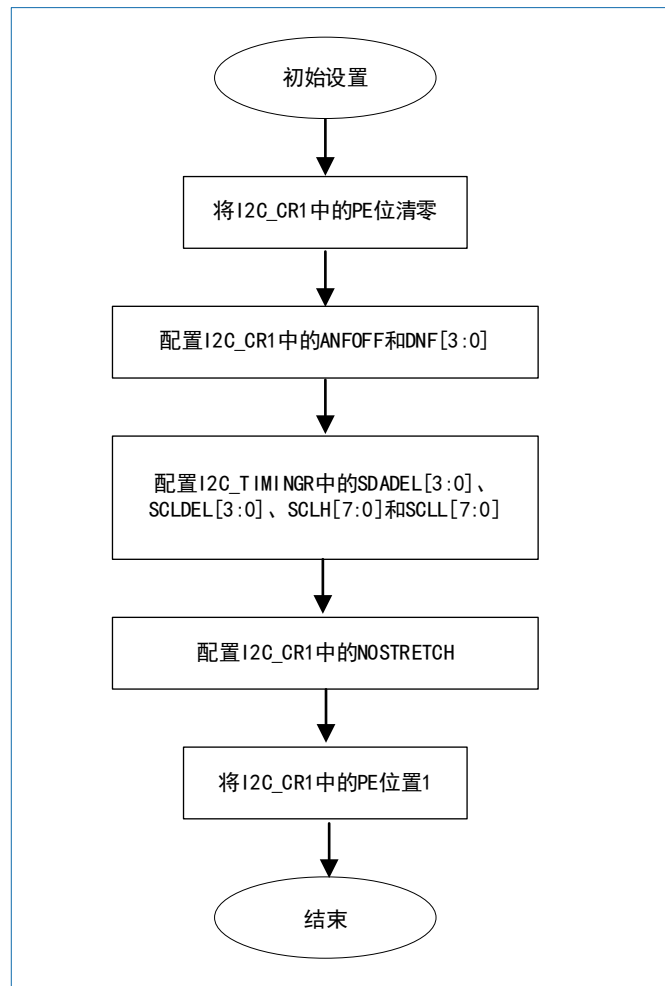 初始设置
将I2C_CR1中的PE位清零
配置I2C_CR1中的ANFOFF和DNF[3:0]
配置I2C_TIMINGR中的SDADEL[3:0]、
SCLDEL[3:0]、SCLH[7:0]和SCLL[7:0]
配置I2C_CR1中的NOSTRETCH
将I2C_CR1中的PE位置1
结束